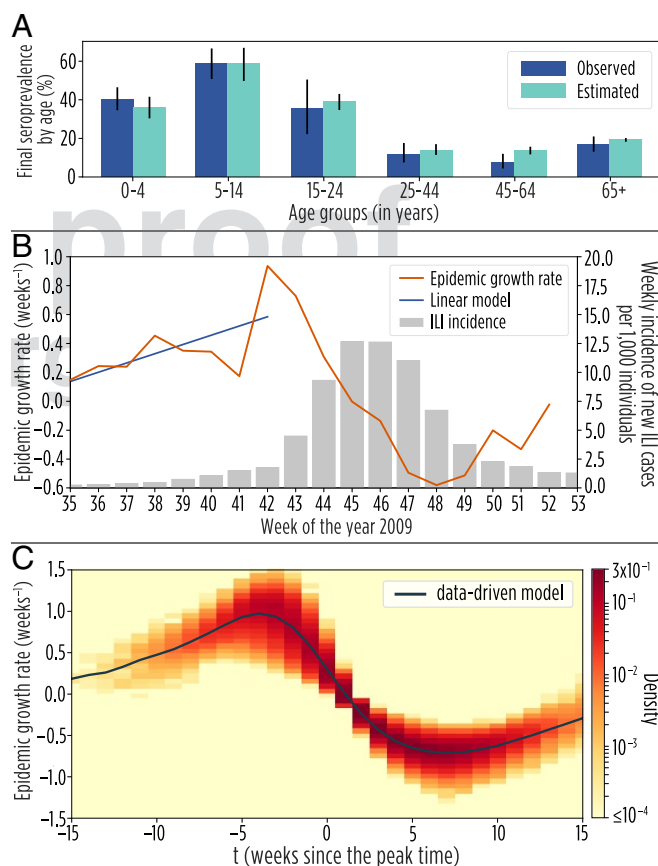 A
Final seroprevalence
by age (%)
60
40
20
0
Observed
Estimated
0–4
5–14
15–24
25–44
45–64
65+
Age groups (in years)
proof
B
Epidemic growth rate (weeks⁻¹)
1.0
0.8
0.6
0.4
0.2
0.0
−0.2
−0.4
−0.6
Epidemic growth rate
Linear model
ILI incidence
20.0
17.5
15.0
12.5
10.0
7.5
5.0
2.5
0.0
Weekly incidence of new ILI cases
per 1,000 individuals
35 36 37 38 39 40 41 42 43 44 45 46 47 48 49 50 51 52 53
Week of the year 2009
C
Epidemic growth rate (weeks⁻¹)
1.5
1.0
0.5
0.0
−0.5
−1.0
−1.5
data-driven model
3x10⁻¹
10⁻¹
10⁻²
10⁻³
≤10⁻⁴
Density
−15 −10 −5 0 5 10 15
t (weeks since the peak time)